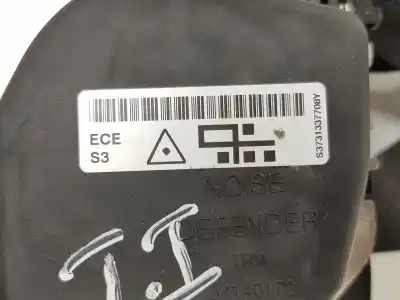 ECE
S3
S3731337708Y
NOISE
DEFENDER
T.I